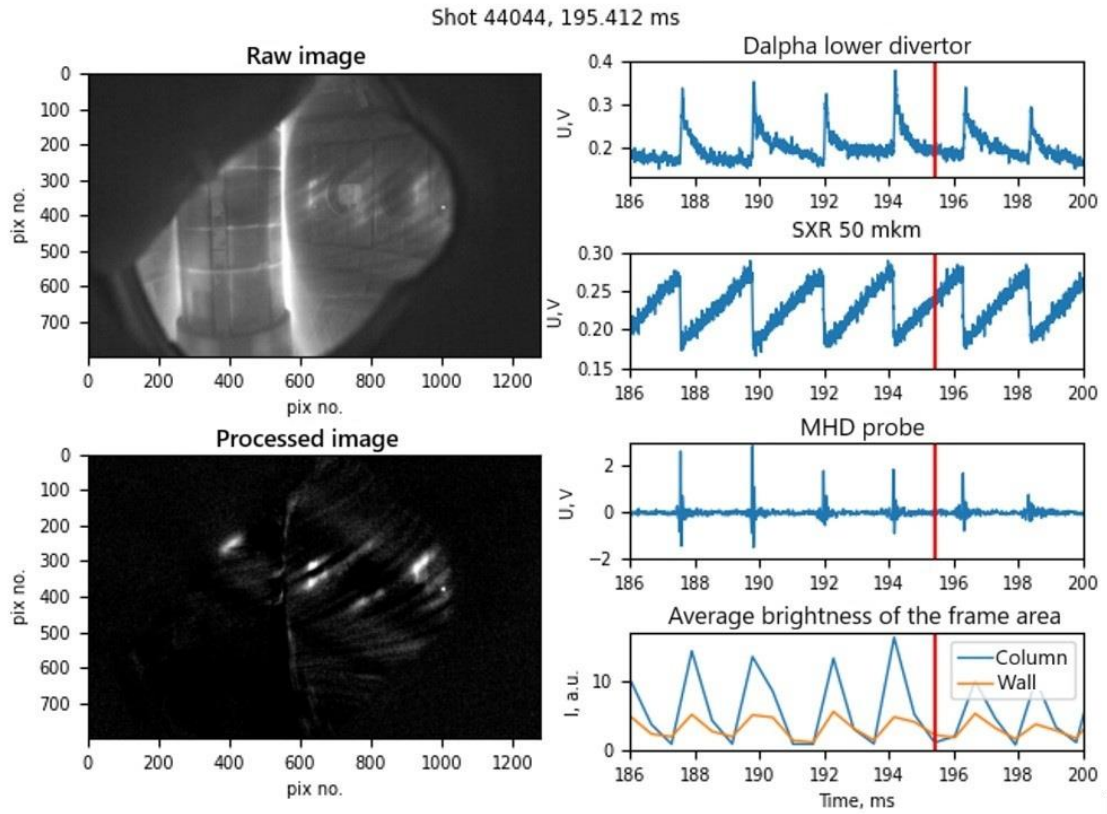 Shot 44044, 195.412 ms
Raw image
0
100
200
300
400
500
600
700
pix no.
0 200 400 600 800 1000 1200
pix no.
Processed image
0
100
200
300
400
500
600
700
pix no.
0 200 400 600 800 1000 1200
pix no.
Dalpha lower divertor
0.4
0.3
0.2
U,V
186 188 190 192 194 196 198 200
SXR 50 mkm
0.30
0.25
0.20
0.15
U,V
186 188 190 192 194 196 198 200
MHD probe
2
0
−2
U,V
186 188 190 192 194 196 198 200
Average brightness of the frame area
10
0
I, a.u.
Column
Wall
186 188 190 192 194 196 198 200
Time, ms